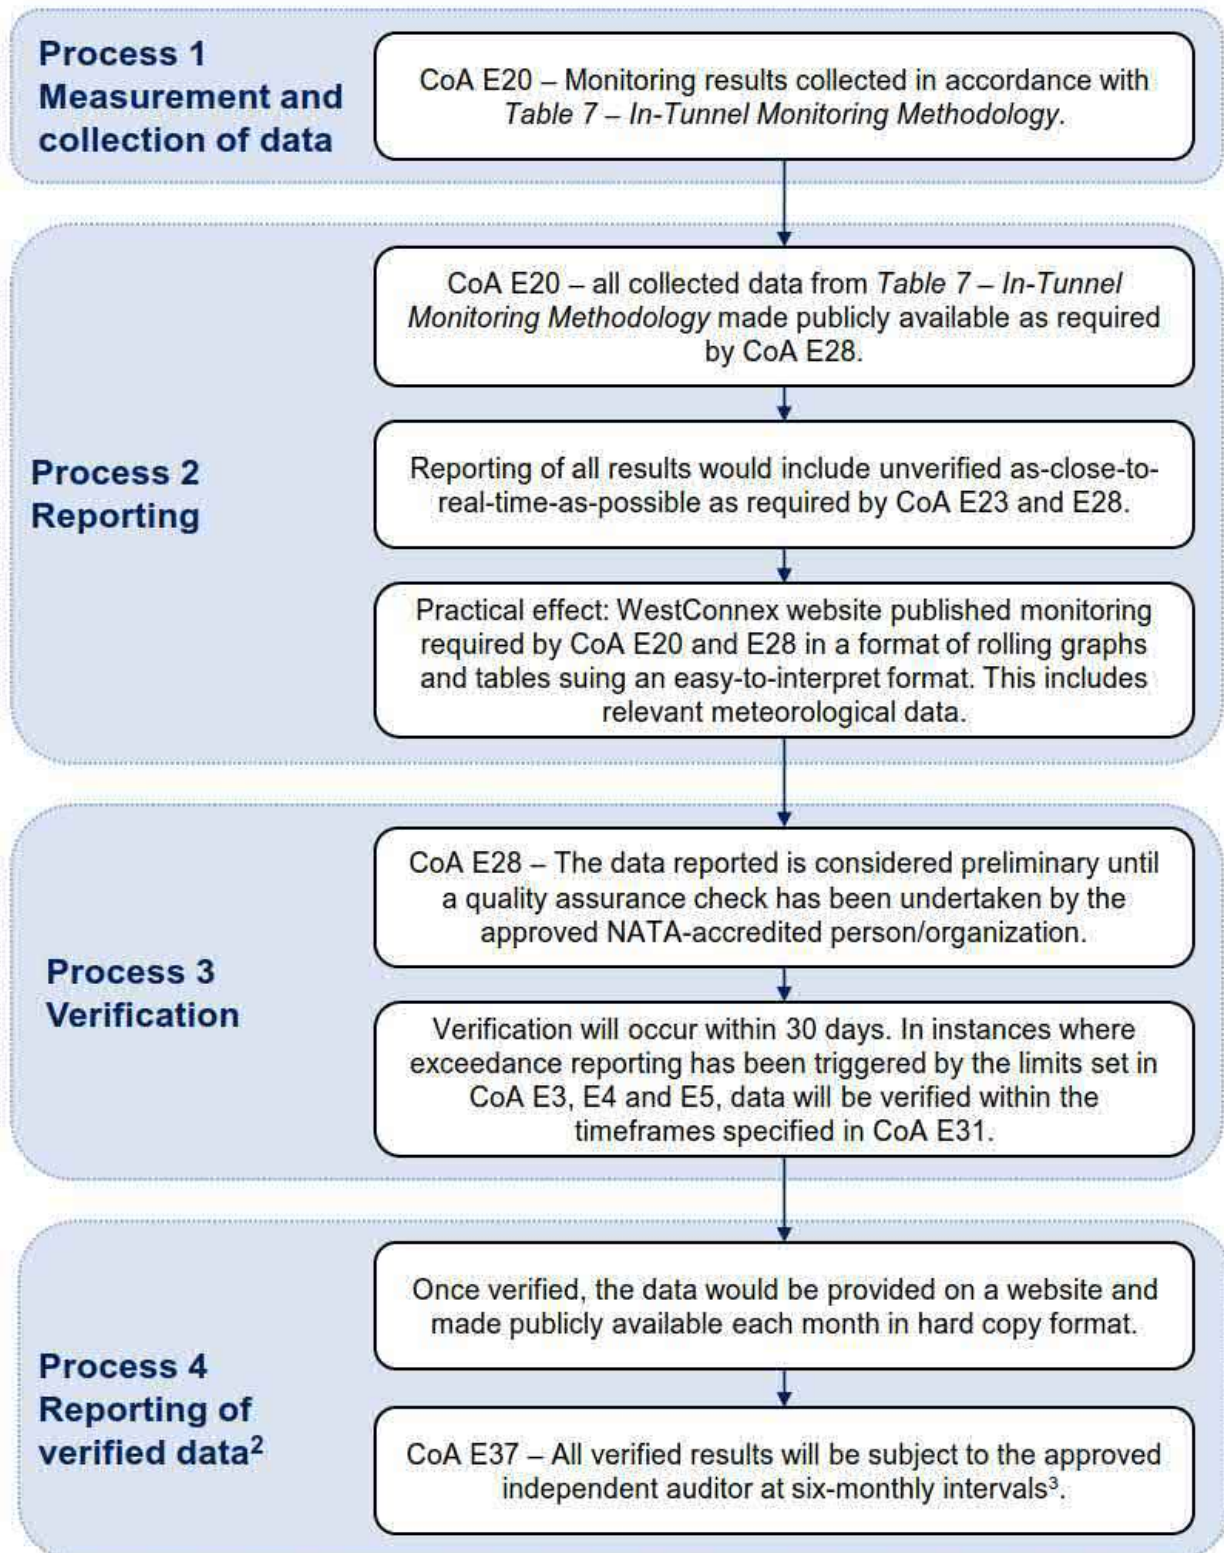 Process 1
Measurement and
collection of data
CoA E20 – Monitoring results collected in accordance with
Table 7 – In-Tunnel Monitoring Methodology.
Process 2
Reporting
CoA E20 – all collected data from Table 7 – In-Tunnel
Monitoring Methodology made publicly available as required
by CoA E28.
Reporting of all results would include unverified as-close-to-
real-time-as-possible as required by CoA E23 and E28.
Practical effect: WestConnex website published monitoring
required by CoA E20 and E28 in a format of rolling graphs
and tables suing an easy-to-interpret format. This includes
relevant meteorological data.
Process 3
Verification
CoA E28 – The data reported is considered preliminary until
a quality assurance check has been undertaken by the
approved NATA-accredited person/organization.
Verification will occur within 30 days. In instances where
exceedance reporting has been triggered by the limits set in
CoA E3, E4 and E5, data will be verified within the
timeframes specified in CoA E31.
Process 4
Reporting of
verified data²
Once verified, the data would be provided on a website and
made publicly available each month in hard copy format.
CoA E37 – All verified results will be subject to the approved
independent auditor at six-monthly intervals³.